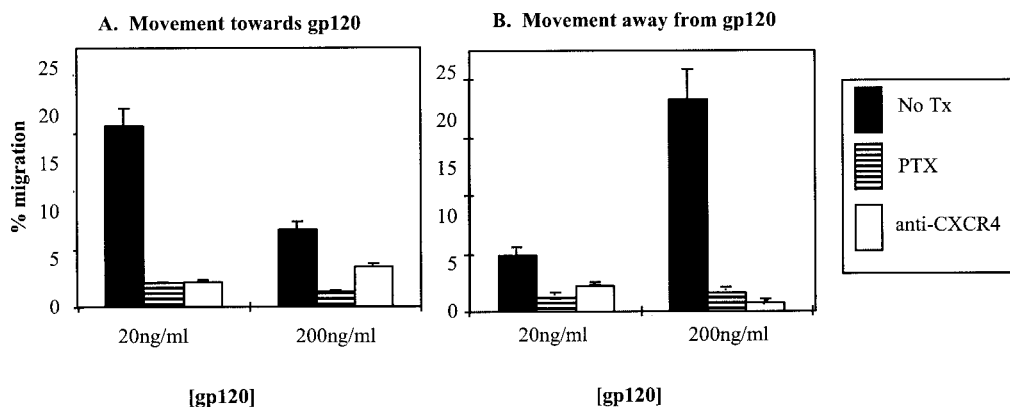 A. Movement towards gp120
B. Movement away from gp120
% migration
25
20
15
10
5
0
20ng/ml
200ng/ml
[gp120]
25
20
15
10
5
0
20ng/ml
200ng/ml
[gp120]
No Tx
PTX
anti-CXCR4